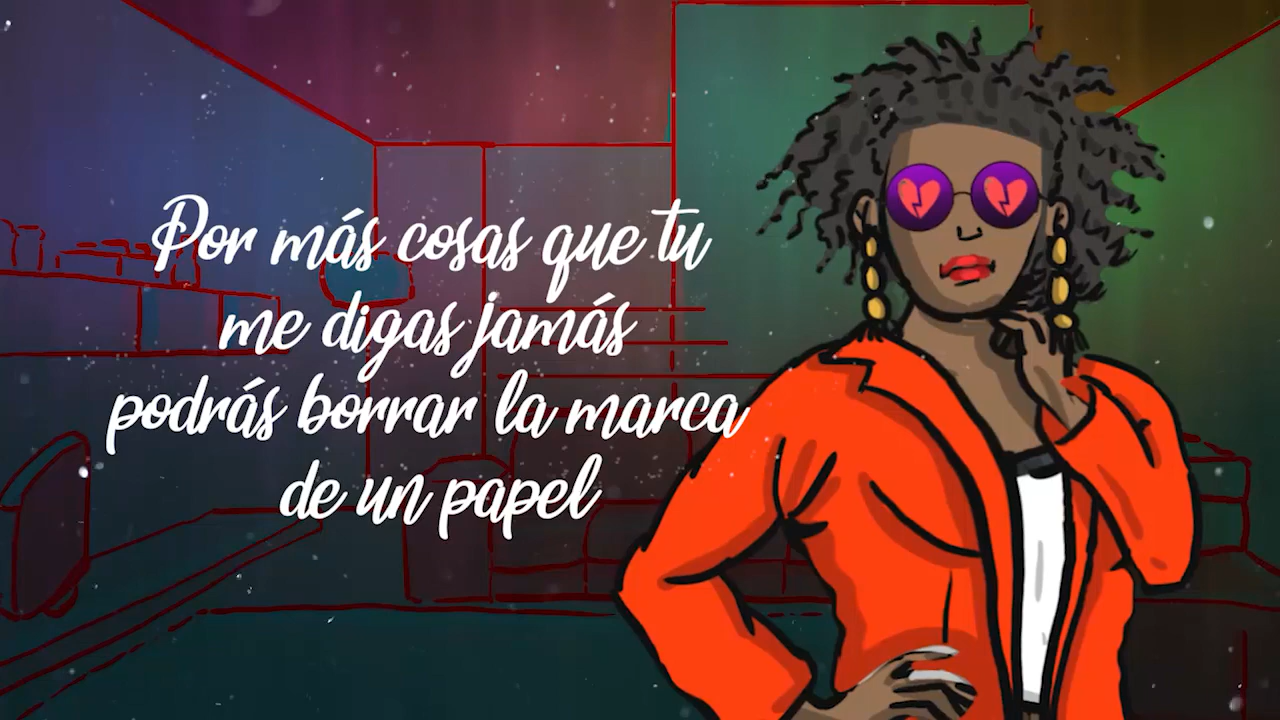 Por más cosas que tu
me digas jamás
podrás borrar la marca
de un papel